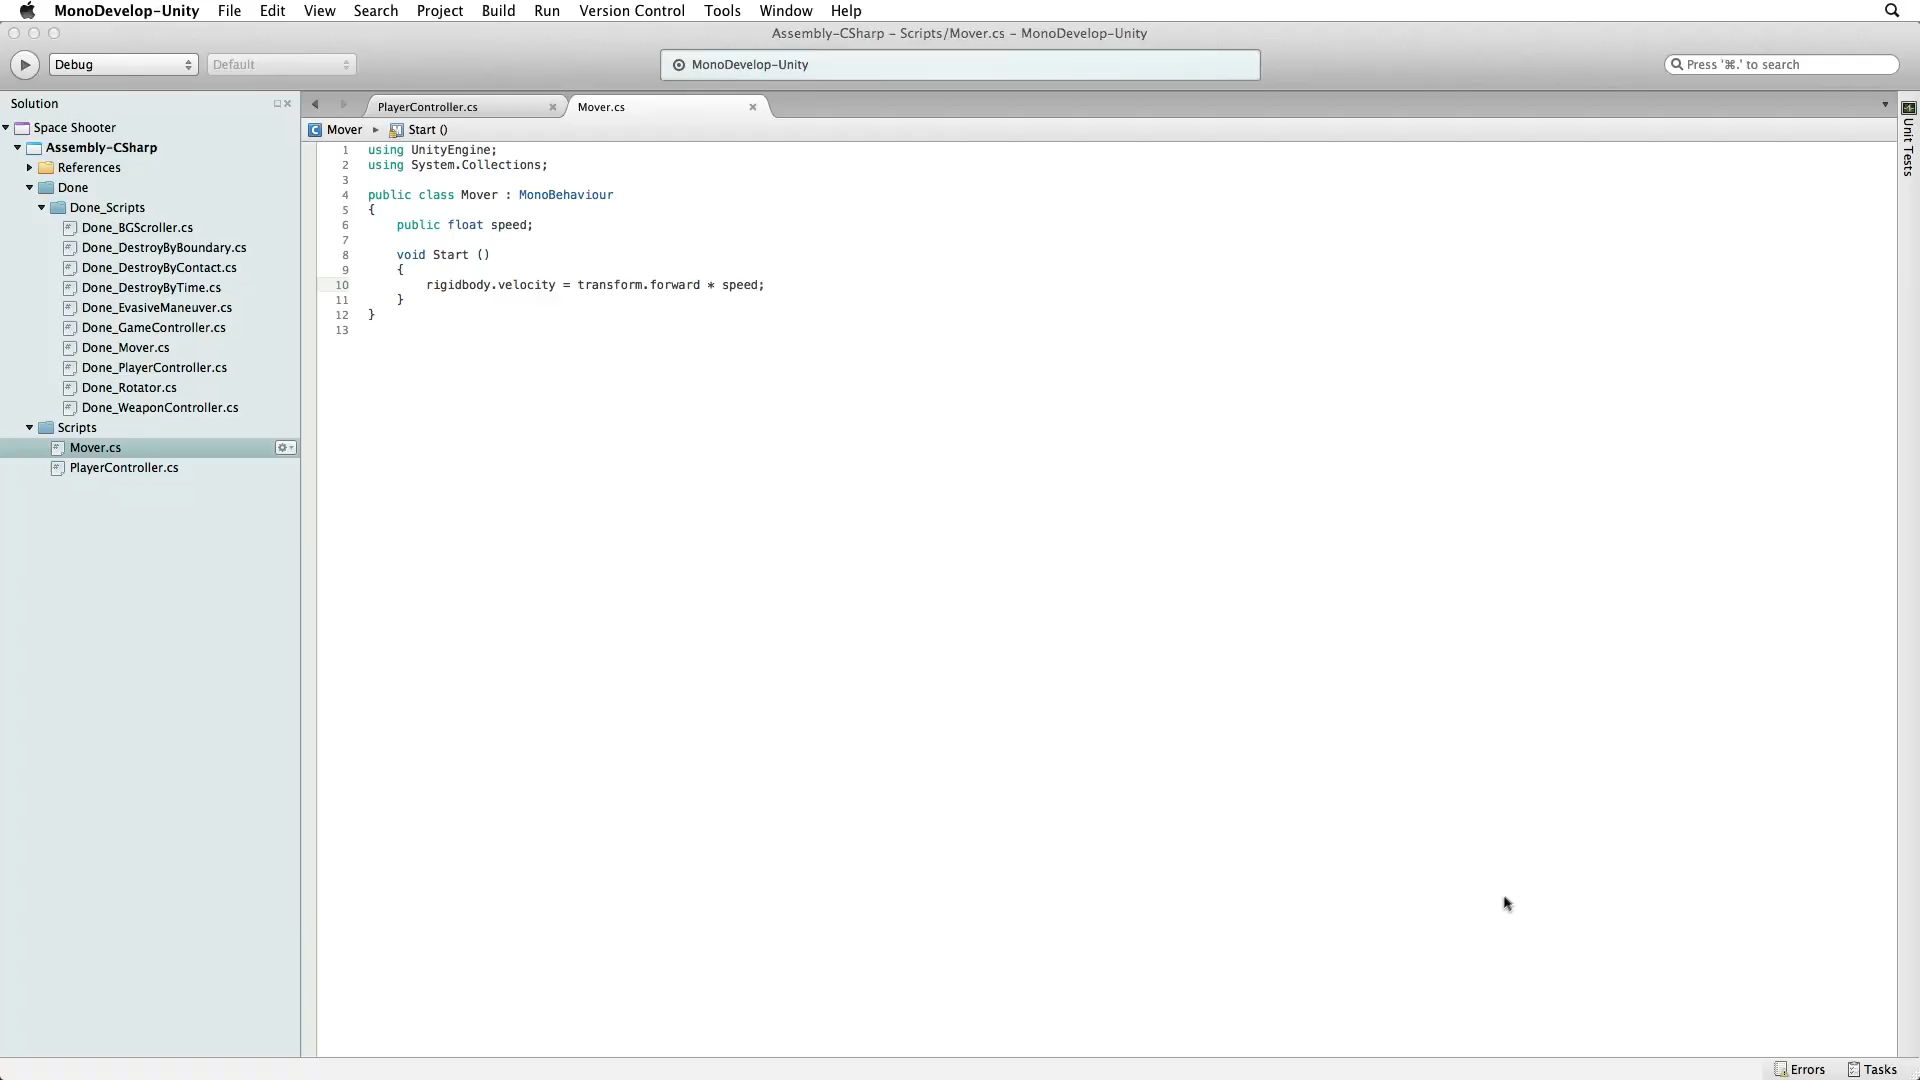 MonoDevelop-Unity File Edit View Search Project Build Run Version Control Tools Window Help
Assembly-CSharp – Scripts/Mover.cs – MonoDevelop-Unity
Debug Default MonoDevelop-Unity Press '⌘.' to search
Solution
Space Shooter
Assembly-CSharp
References
Done
Done_Scripts
Done_BGScroller.cs
Done_DestroyByBoundary.cs
Done_DestroyByContact.cs
Done_DestroyByTime.cs
Done_EvasiveManeuver.cs
Done_GameController.cs
Done_Mover.cs
Done_PlayerController.cs
Done_Rotator.cs
Done_WeaponController.cs
Scripts
Mover.cs
PlayerController.cs
PlayerController.cs Mover.cs
Mover Start ()
1 using UnityEngine;
2 using System.Collections;
3
4 public class Mover : MonoBehaviour
5 {
6 public float speed;
7
8 void Start ()
9 {
10 rigidbody.velocity = transform.forward * speed;
11 }
12 }
13
Unit Tests
Errors Tasks